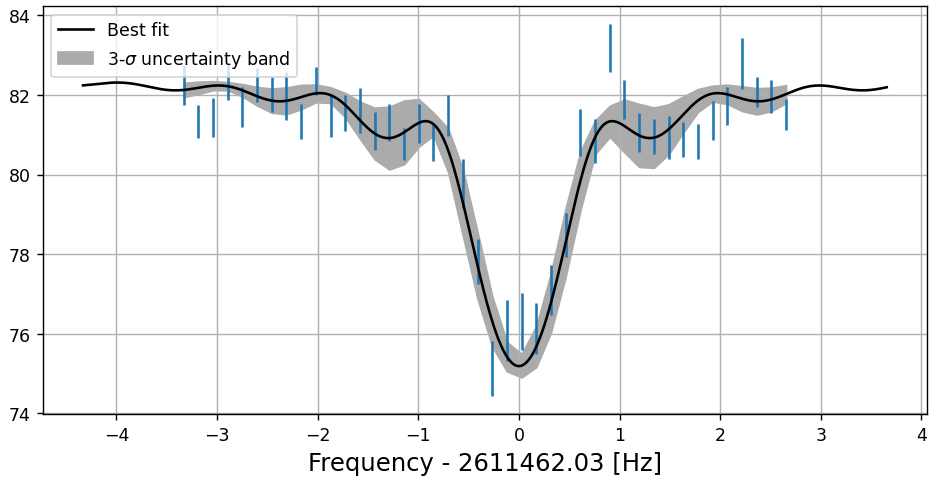 84
82
80
78
76
74
Best fit
3-σ uncertainty band
−4 −3 −2 −1 0 1 2 3 4
Frequency - 2611462.03 [Hz]